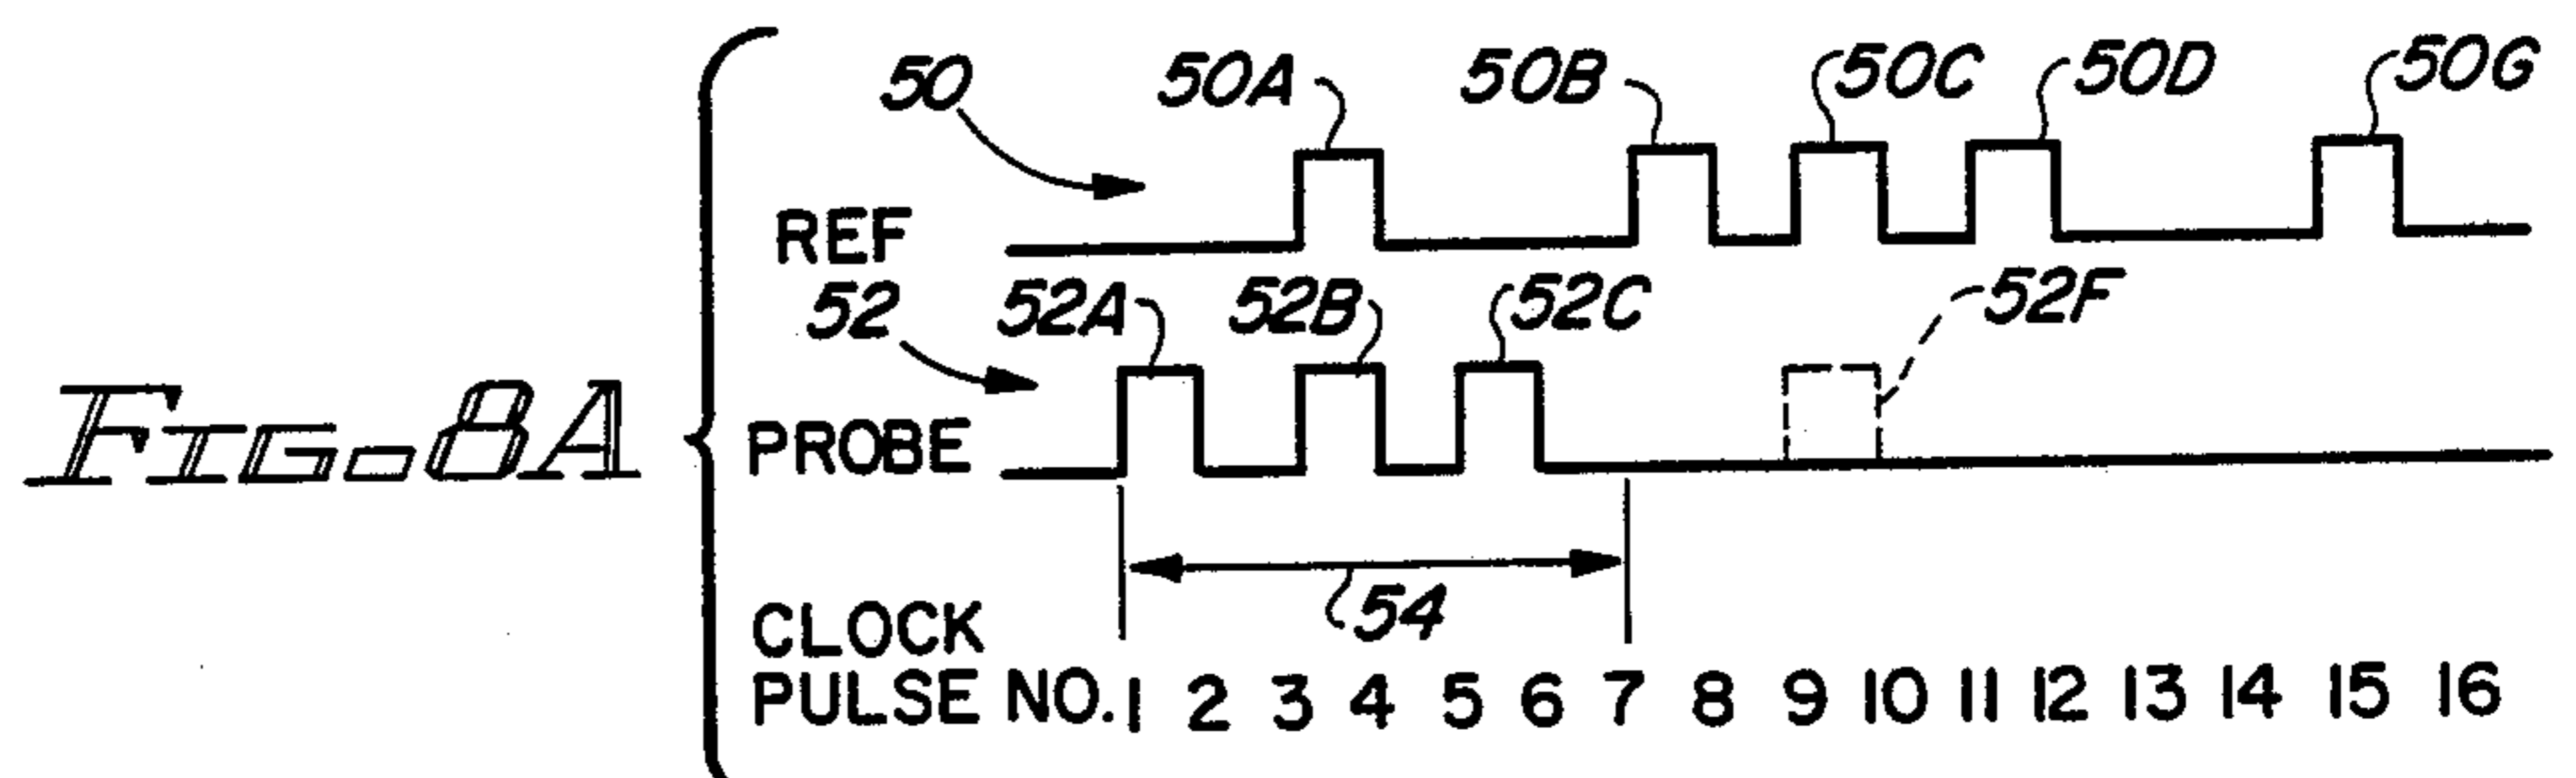 50 50A 50B 50C 50D 50G
REF
52 52A 52B 52C 52F
FIG. 8A PROBE
54
CLOCK
PULSE NO. 1 2 3 4 5 6 7 8 9 10 11 12 13 14 15 16